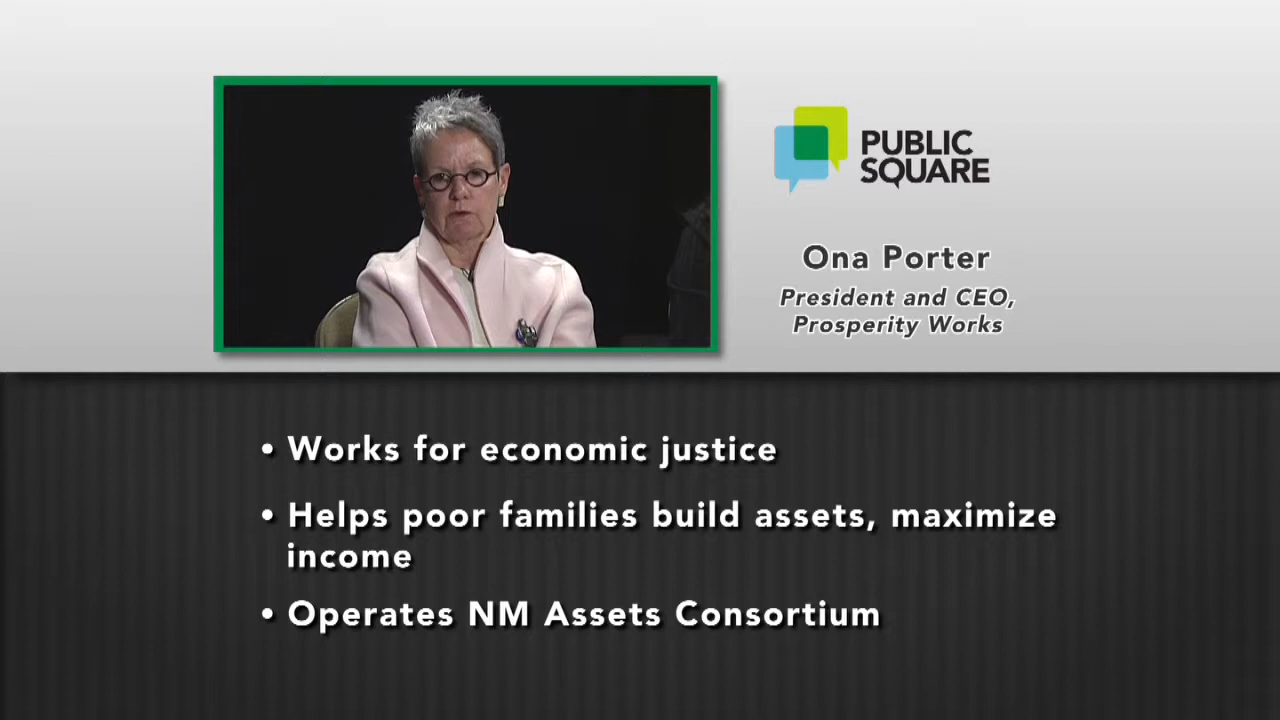 PUBLIC
SQUARE
Ona Porter
President and CEO,
Prosperity Works
• Works for economic justice
• Helps poor families build assets, maximize
income
• Operates NM Assets Consortium